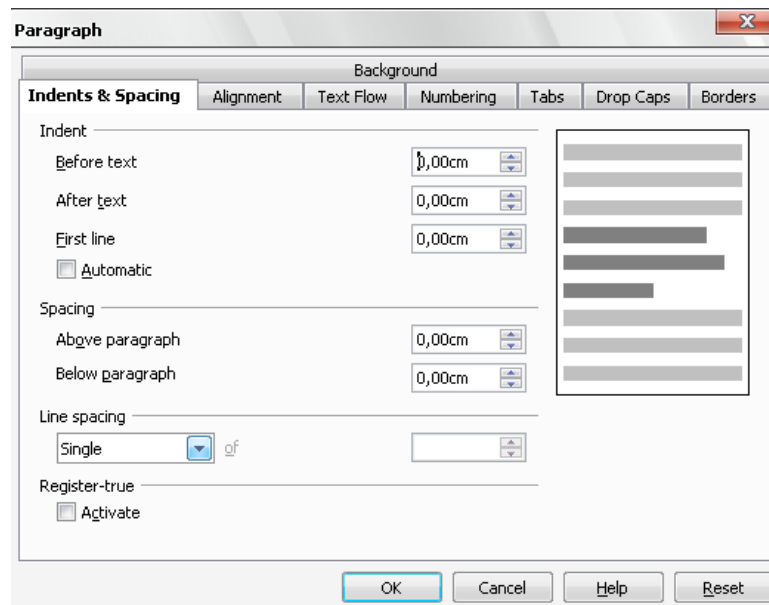 Paragraph
Background
Indents & Spacing Alignment Text Flow Numbering Tabs Drop Caps Borders
Indent
Before text 0,00cm
After text 0,00cm
First line 0,00cm
Automatic
Spacing
Above paragraph 0,00cm
Below paragraph 0,00cm
Line spacing
Single of
Register-true
Activate
OK Cancel Help Reset